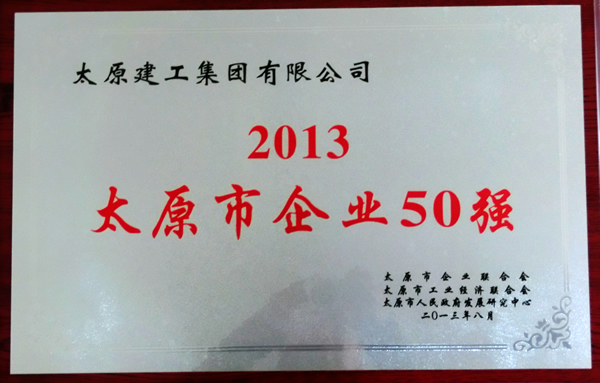 太原建工集团有限公司
2013
太原市企业50强
太原市企业联合会
太原市工业经济联合会
太原市人民政府发展研究中心
二〇一三年八月